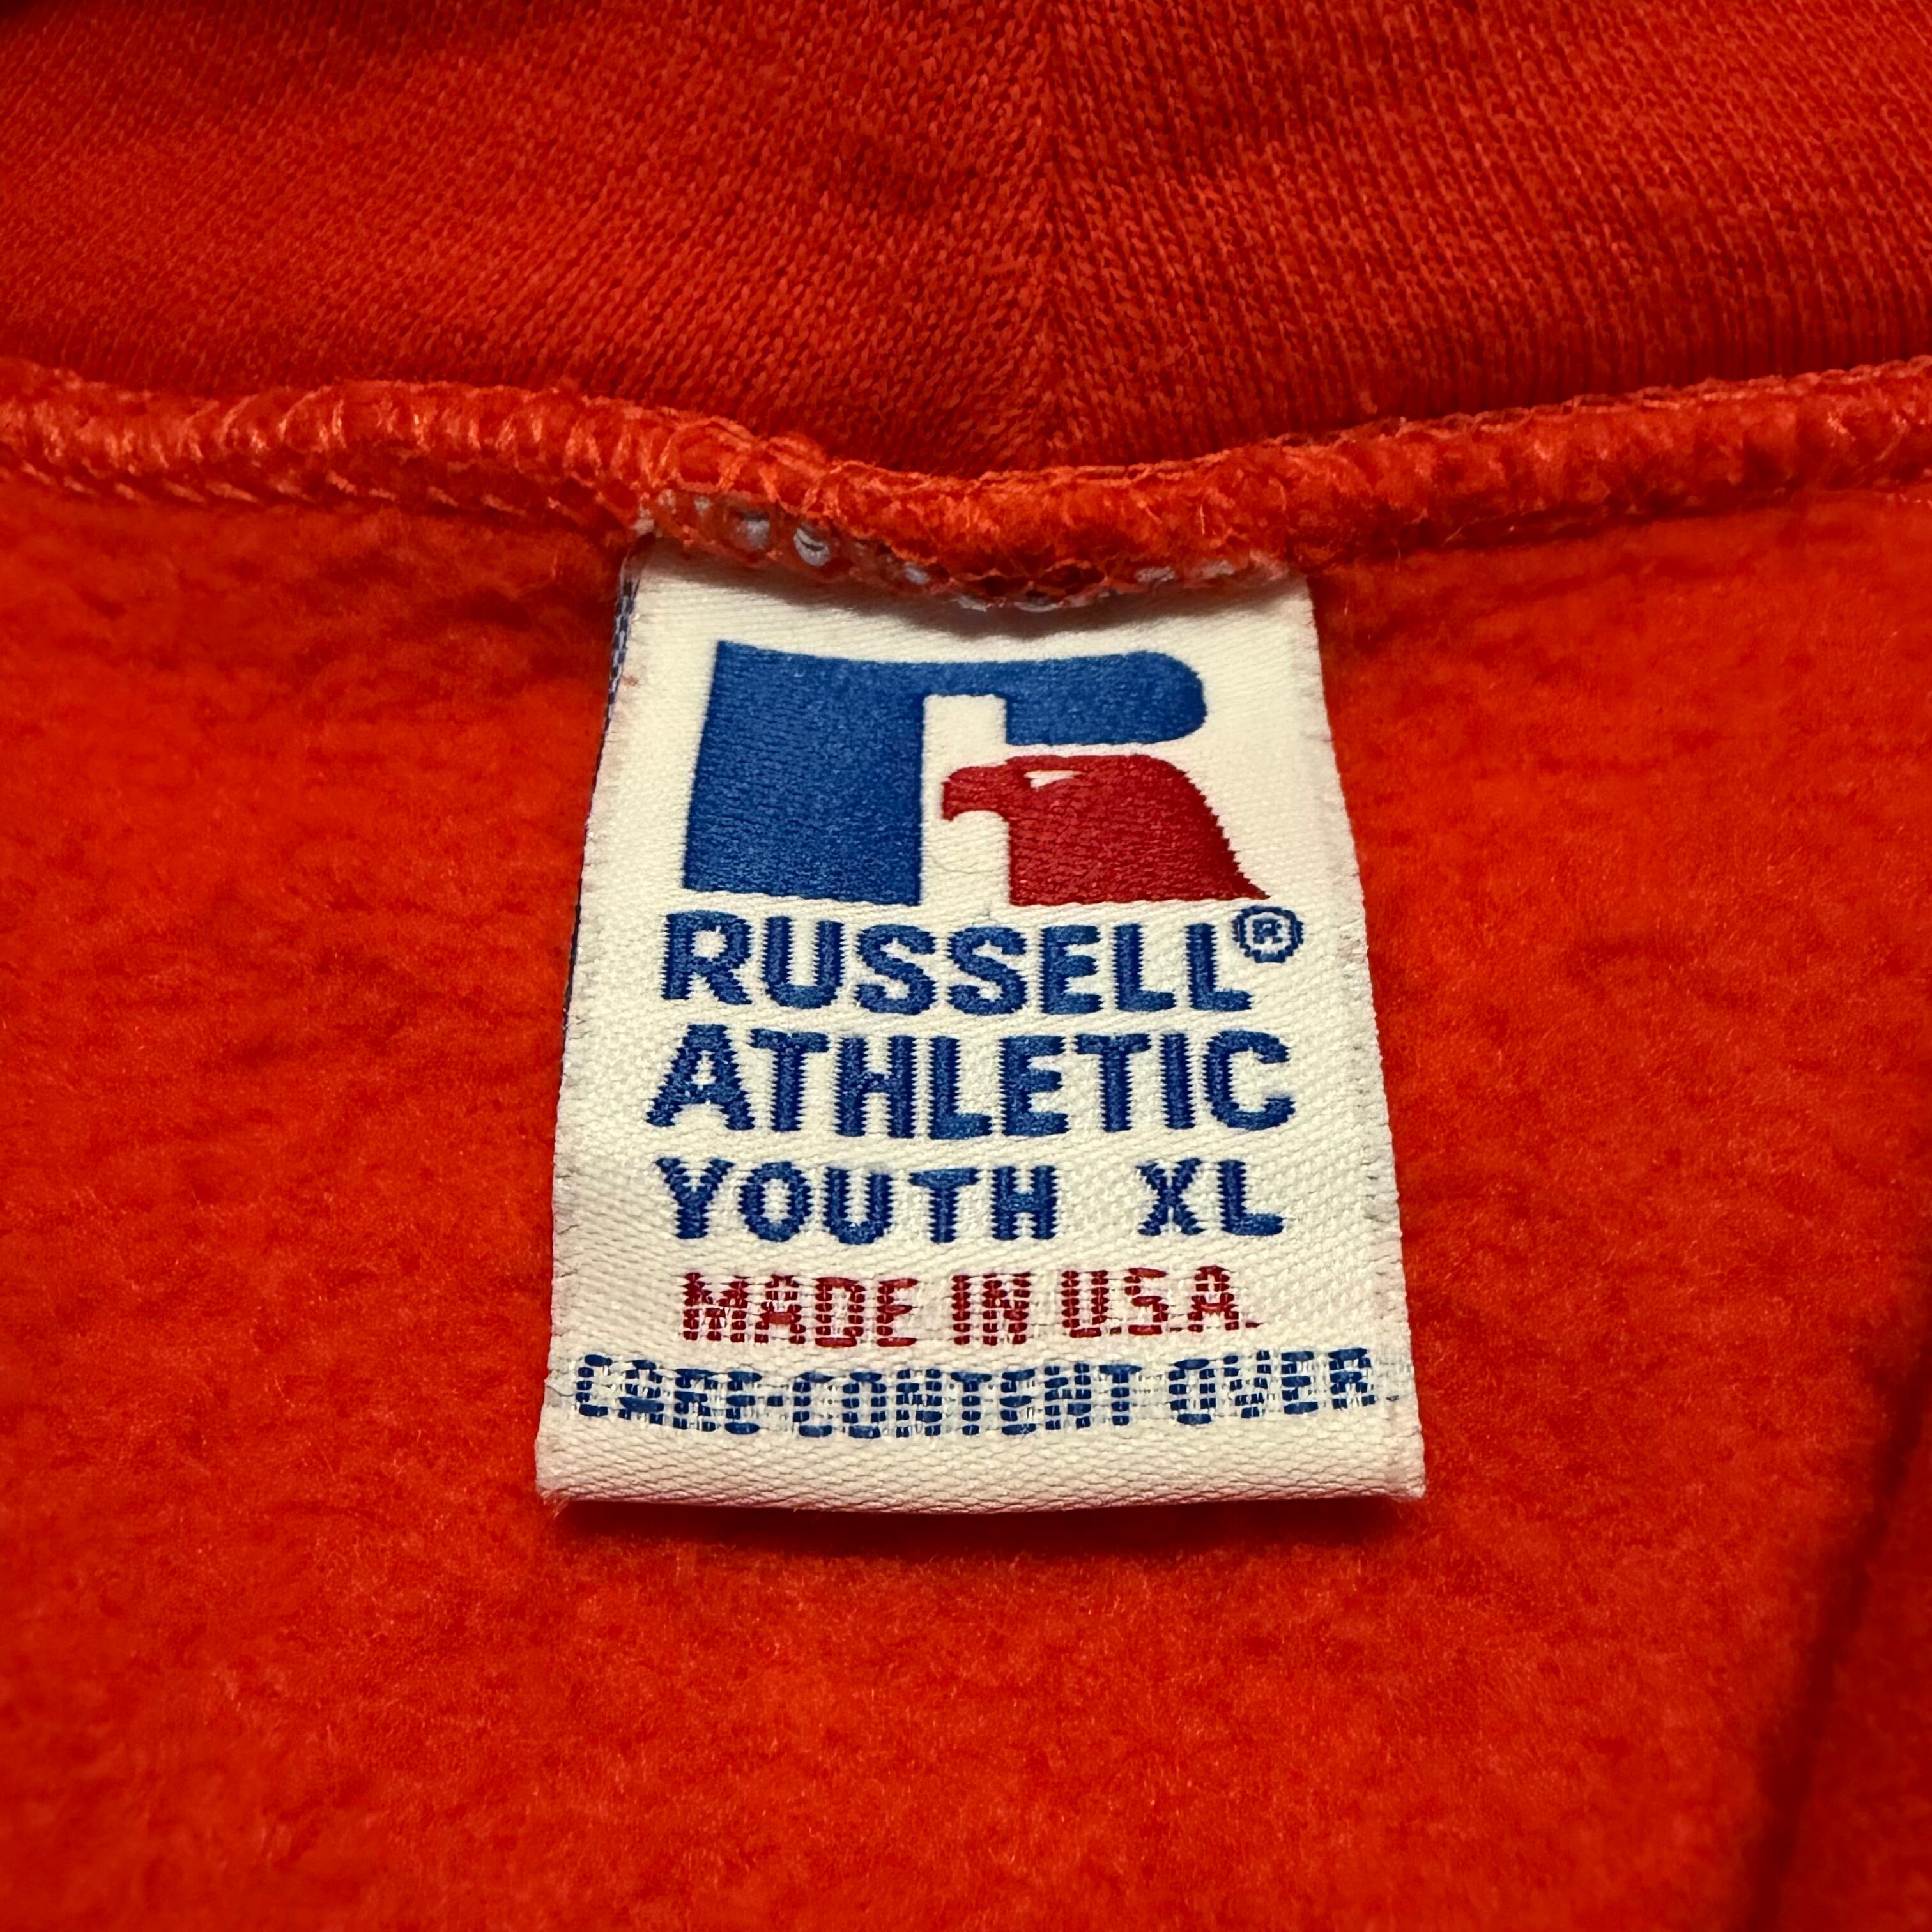 RUSSELL®
ATHLETIC
YOUTH XL
MADE IN U.S.A.
CARE-CONTENT OVER.